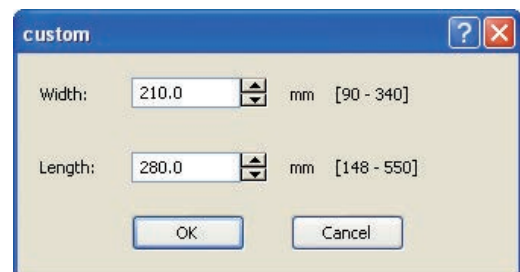 custom
?
Width: 210.0 mm [90 - 340]
Length: 280.0 mm [148 - 550]
OK Cancel